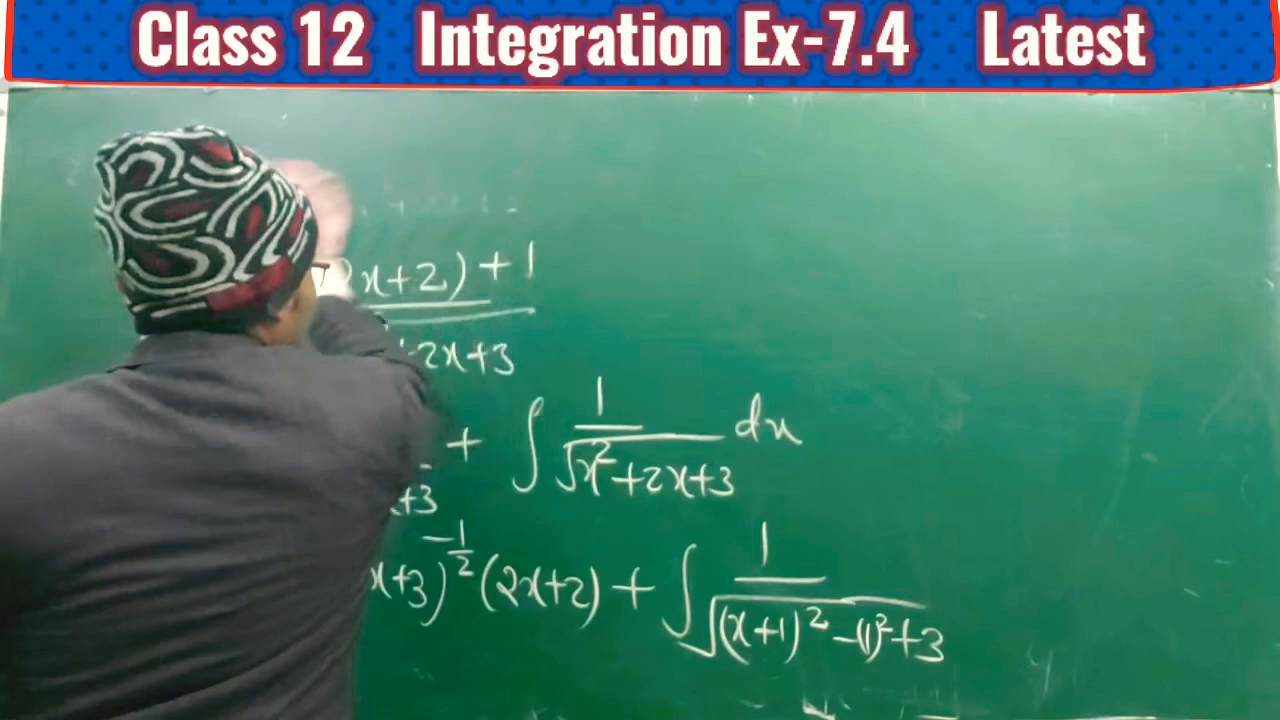 Class 12 Integration Ex-7.4 Latest
x+2) + 1
2x+3
+ ∫ 1/√(x²+2x+3) dx
x+3
x+3)^(-1/2) (2x+2) + ∫ 1/√((x+1)² -(1)²+3)